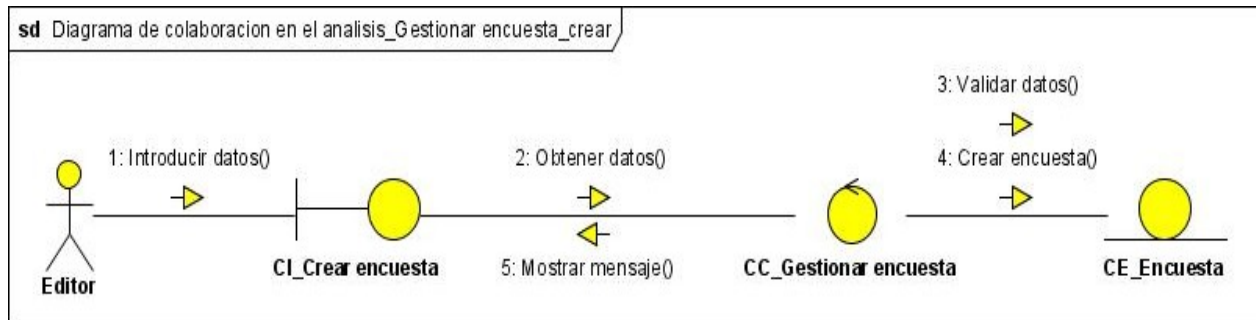 sd Diagrama de colaboracion en el analisis_Gestionar encuesta_crear
3: Validar datos()
1: Introducir datos()
2: Obtener datos()
4: Crear encuesta()
CI_Crear encuesta
5: Mostrar mensaje()
CC_Gestionar encuesta
CE_Encuesta
Editor